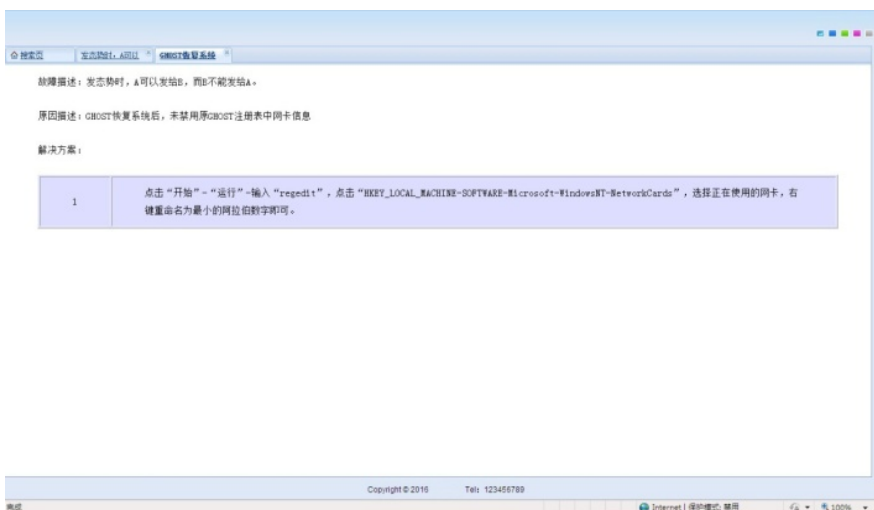 搜索页 发态势时，A可以 GHOST恢复系统
故障描述：发态势时，A可以发给B，而B不能发给A。
原因描述：GHOST恢复系统后，未禁用原GHOST注册表中网卡信息
解决方案：
1 点击“开始”-“运行”-输入“regedit”，点击“HKEY_LOCAL_MACHINE-SOFTWARE-Microsoft-WindowsNT-NetworkCards”，选择正在使用的网卡，右
键重命名为最小的阿拉伯数字即可。
Copyright © 2016 Tel: 123456789
完成 Internet | 保护模式: 禁用 100%